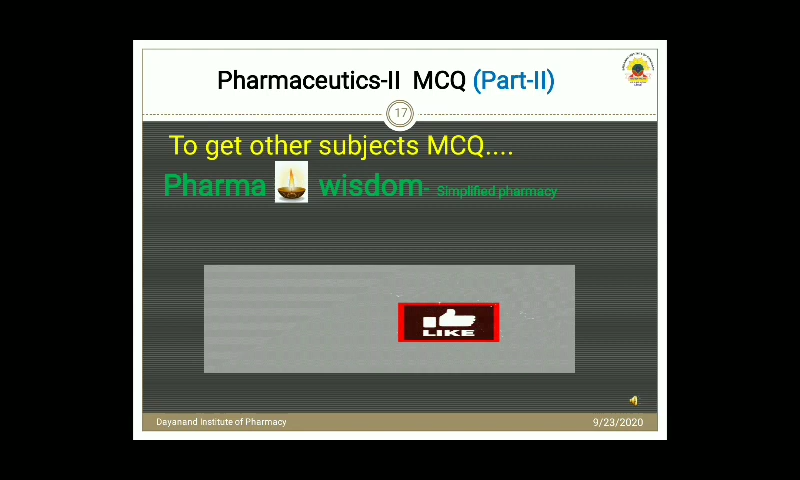 Pharmaceutics-II MCQ (Part-II)
17
To get other subjects MCQ....
Pharma wisdom- Simplified pharmacy
LIKE
Dayanand Institute of Pharmacy
9/23/2020